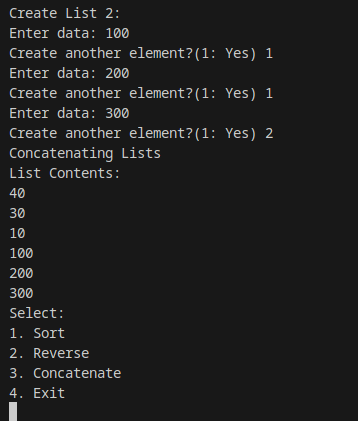 Create List 2:
Enter data: 100
Create another element?(1: Yes) 1
Enter data: 200
Create another element?(1: Yes) 1
Enter data: 300
Create another element?(1: Yes) 2
Concatenating Lists
List Contents:
40
30
10
100
200
300
Select:
1. Sort
2. Reverse
3. Concatenate
4. Exit